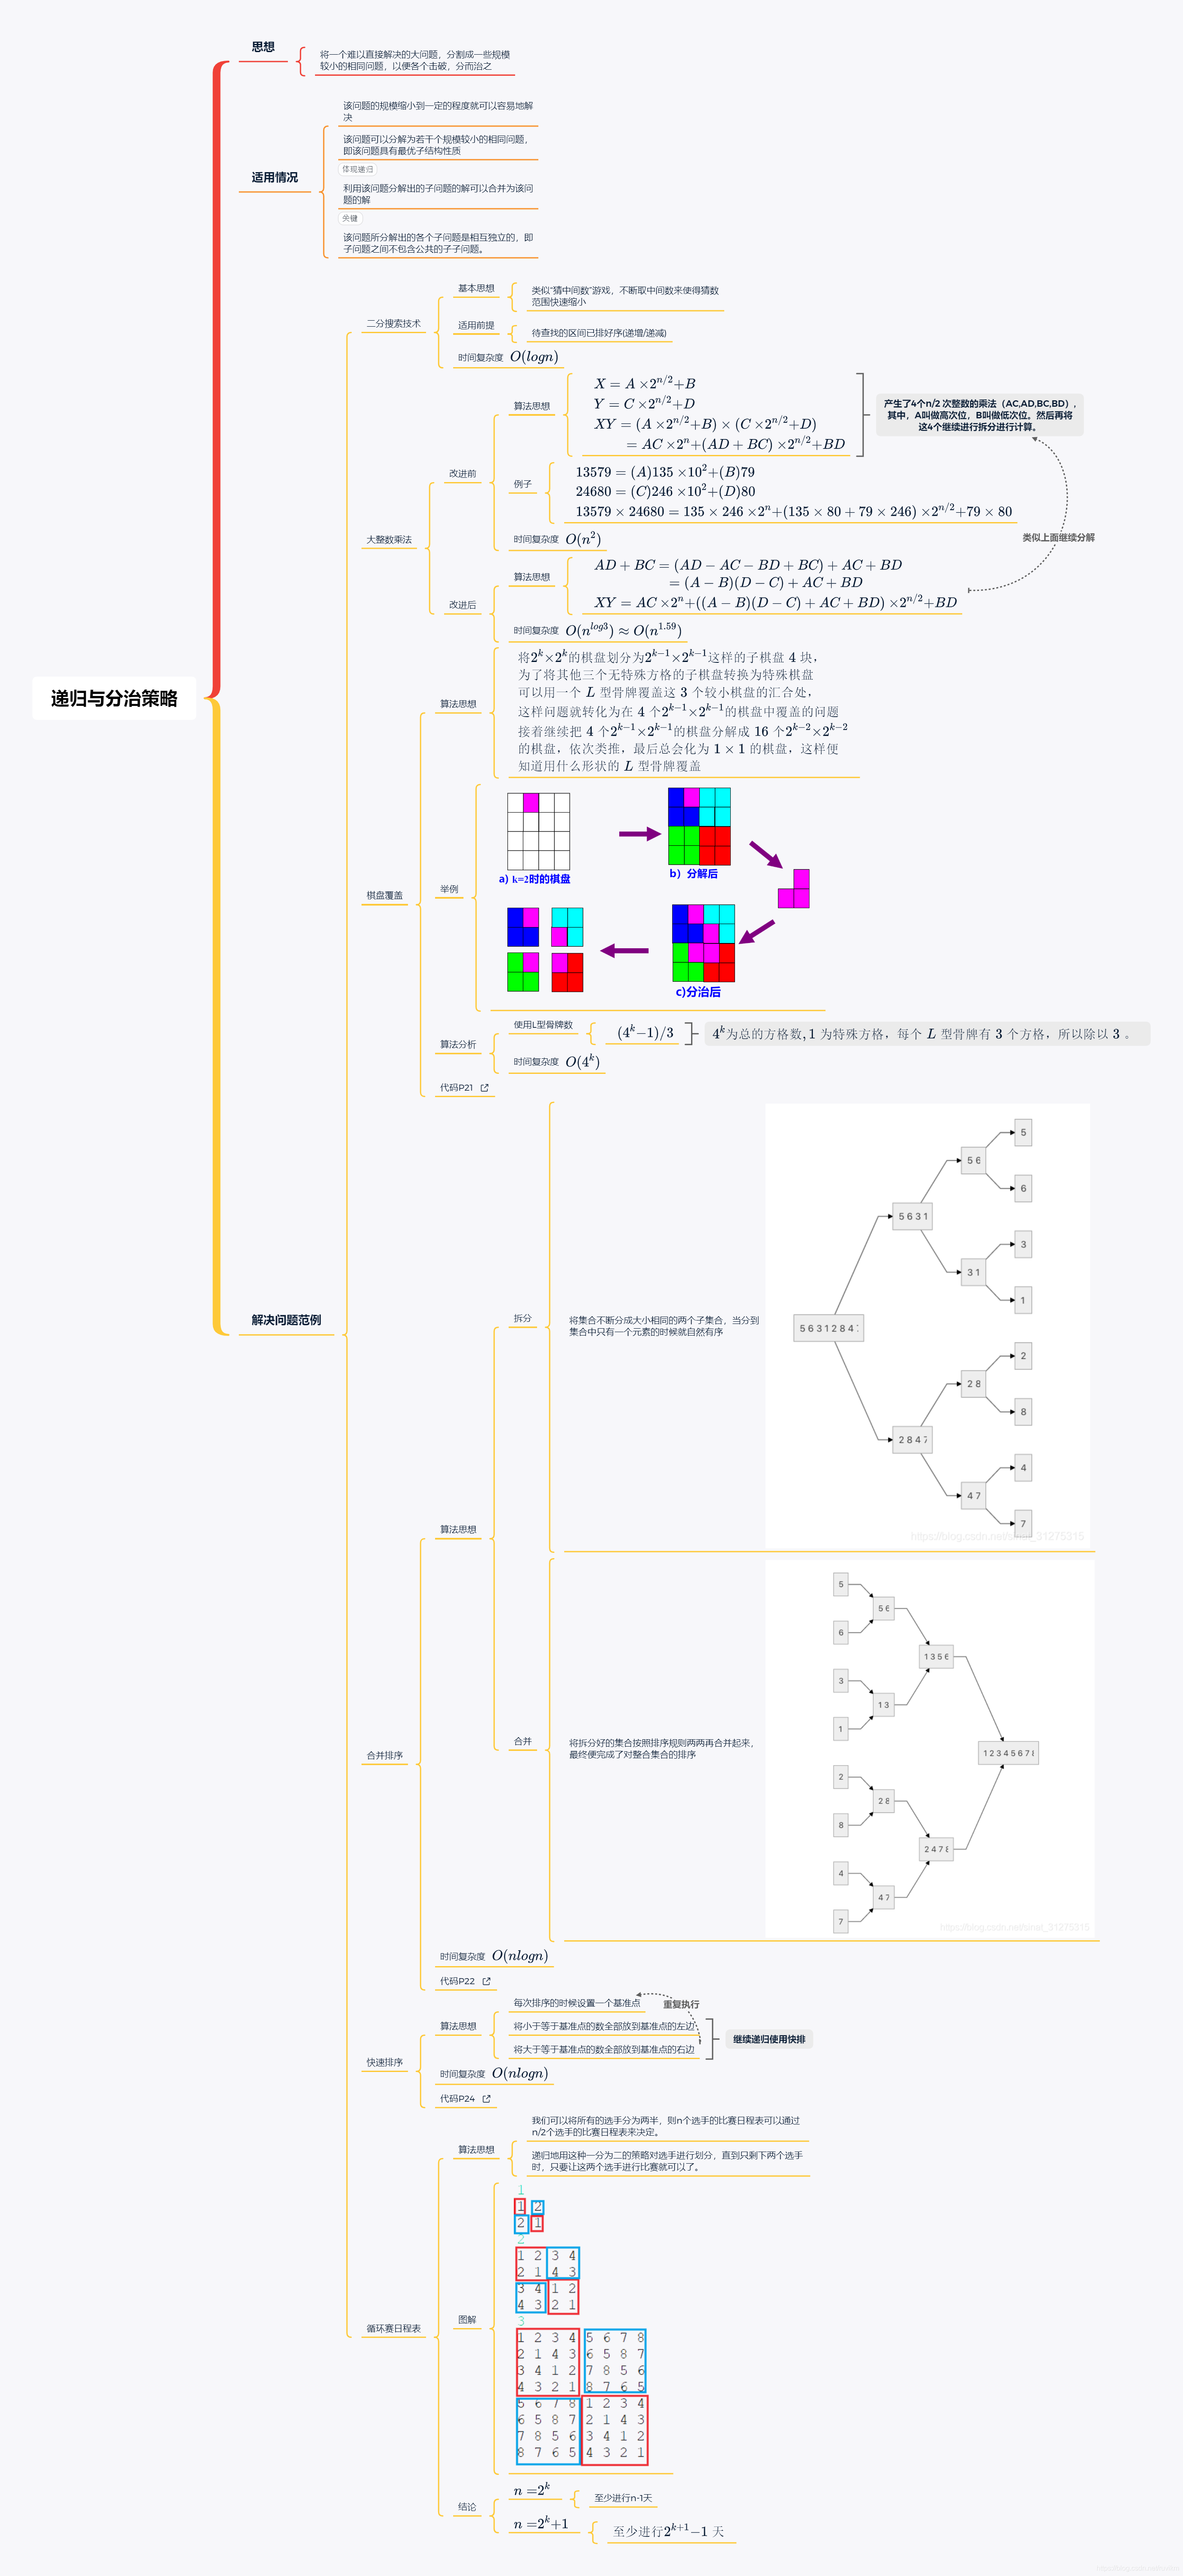 思想
将一个难以直接解决的大问题，分割成一些规模
较小的相同问题，以便各个击破，分而治之
适用情况
该问题的规模缩小到一定的程度就可以容易地解
决
该问题可以分解为若干个规模较小的相同问题，
即该问题具有最优子结构性质
体现递归
利用该问题分解出的子问题的解可以合并为该问
题的解
关键
该问题所分解出的各个子问题是相互独立的，即
子问题之间不包含公共的子子问题。
递归与分治策略
解决问题范例
二分搜索技术
基本思想
类似“猜中间数”游戏，不断取中间数来使得猜数
范围快速缩小
适用前提
待查找的区间已排好序(递增/递减)
时间复杂度 O(logn)
大整数乘法
改进前
算法思想
X = A ×2^{n/2}+B
Y = C ×2^{n/2}+D
XY = (A ×2^{n/2}+B) × (C ×2^{n/2}+D)
= AC ×2^n+(AD + BC) ×2^{n/2}+BD
产生了4个n/2 次整数的乘法（AC,AD,BC,BD），
其中，A叫做高次位，B叫做低次位。然后再将
这4个继续进行拆分进行计算。
例子
13579 = (A)135 ×10^2+(B)79
24680 = (C)246 ×10^2+(D)80
13579 × 24680 = 135 × 246 ×2^n+(135 × 80 + 79 × 246) ×2^{n/2}+79 × 80
类似上面继续分解
时间复杂度 O(n^2)
改进后
算法思想
AD + BC = (AD − AC − BD + BC) + AC + BD
= (A − B)(D − C) + AC + BD
XY = AC ×2^n+((A − B)(D − C) + AC + BD) ×2^{n/2}+BD
时间复杂度 O(n^{log3}) ≈ O(n^{1.59})
棋盘覆盖
算法思想
将2^k×2^k的棋盘划分为2^{k−1}×2^{k−1}这样的子棋盘 4 块，
为了将其他三个无特殊方格的子棋盘转换为特殊棋盘
可以用一个 L 型骨牌覆盖这 3 个较小棋盘的汇合处，
这样问题就转化为在 4 个2^{k−1}×2^{k−1}的棋盘中覆盖的问题
接着继续把 4 个2^{k−1}×2^{k−1}的棋盘分解成 16 个2^{k−2}×2^{k−2}
的棋盘，依次类推，最后总会化为 1 × 1 的棋盘，这样便
知道用什么形状的 L 型骨牌覆盖
举例
a) k=2时的棋盘
b) 分解后
c)分治后
算法分析
使用L型骨牌数
(4^k−1)/3
4^k为总的方格数, 1 为特殊方格，每个 L 型骨牌有 3 个方格，所以除以 3 。
时间复杂度 O(4^k)
代码P21
合并排序
算法思想
拆分
将集合不断分成大小相同的两个子集合，当分到
集合中只有一个元素的时候就自然有序
5
5 6
6
5 6 3 1
3
3 1
1
5 6 3 1 2 8 4
2
2 8
8
2 8 4 7
4
4 7
7
合并
将拆分好的集合按照排序规则两两再合并起来，
最终便完成了对整合集合的排序
5
5 6
6
1 3 5 6
3
1 3
1
1 2 3 4 5 6 7 8
2
2 8
8
2 4 7 8
4
4 7
7
时间复杂度 O(nlogn)
代码P22
快速排序
算法思想
每次排序的时候设置一个基准点
重复执行
将小于等于基准点的数全部放到基准点的左边
将大于等于基准点的数全部放到基准点的右边
继续递归使用快排
时间复杂度 O(nlogn)
代码P24
循环赛日程表
算法思想
我们可以将所有的选手分为两半，则n个选手的比赛日程表可以通过
n/2个选手的比赛日程表来决定。
递归地用这种一分为二的策略对选手进行划分，直到只剩下两个选手
时，只要让这两个选手进行比赛就可以了。
图解
1
1 2
2 1
2
1 2 3 4
2 1 4 3
3 4 1 2
4 3 2 1
3
1 2 3 4 5 6 7 8
2 1 4 3 6 5 8 7
3 4 1 2 7 8 5 6
4 3 2 1 8 7 6 5
5 6 7 8 1 2 3 4
6 5 8 7 2 1 4 3
7 8 5 6 3 4 1 2
8 7 6 5 4 3 2 1
结论
n =2^k
至少进行n-1天
n =2^k+1
至少进行2^{k+1}−1 天